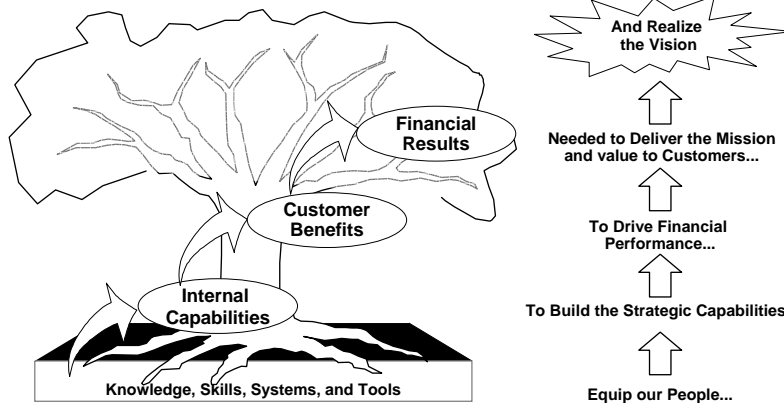 And Realize
the Vision
Financial
Results
Needed to Deliver the Mission
and value to Customers...
Customer
Benefits
To Drive Financial
Performance...
Internal
Capabilities
To Build the Strategic Capabilities
Knowledge, Skills, Systems, and Tools
Equip our People...